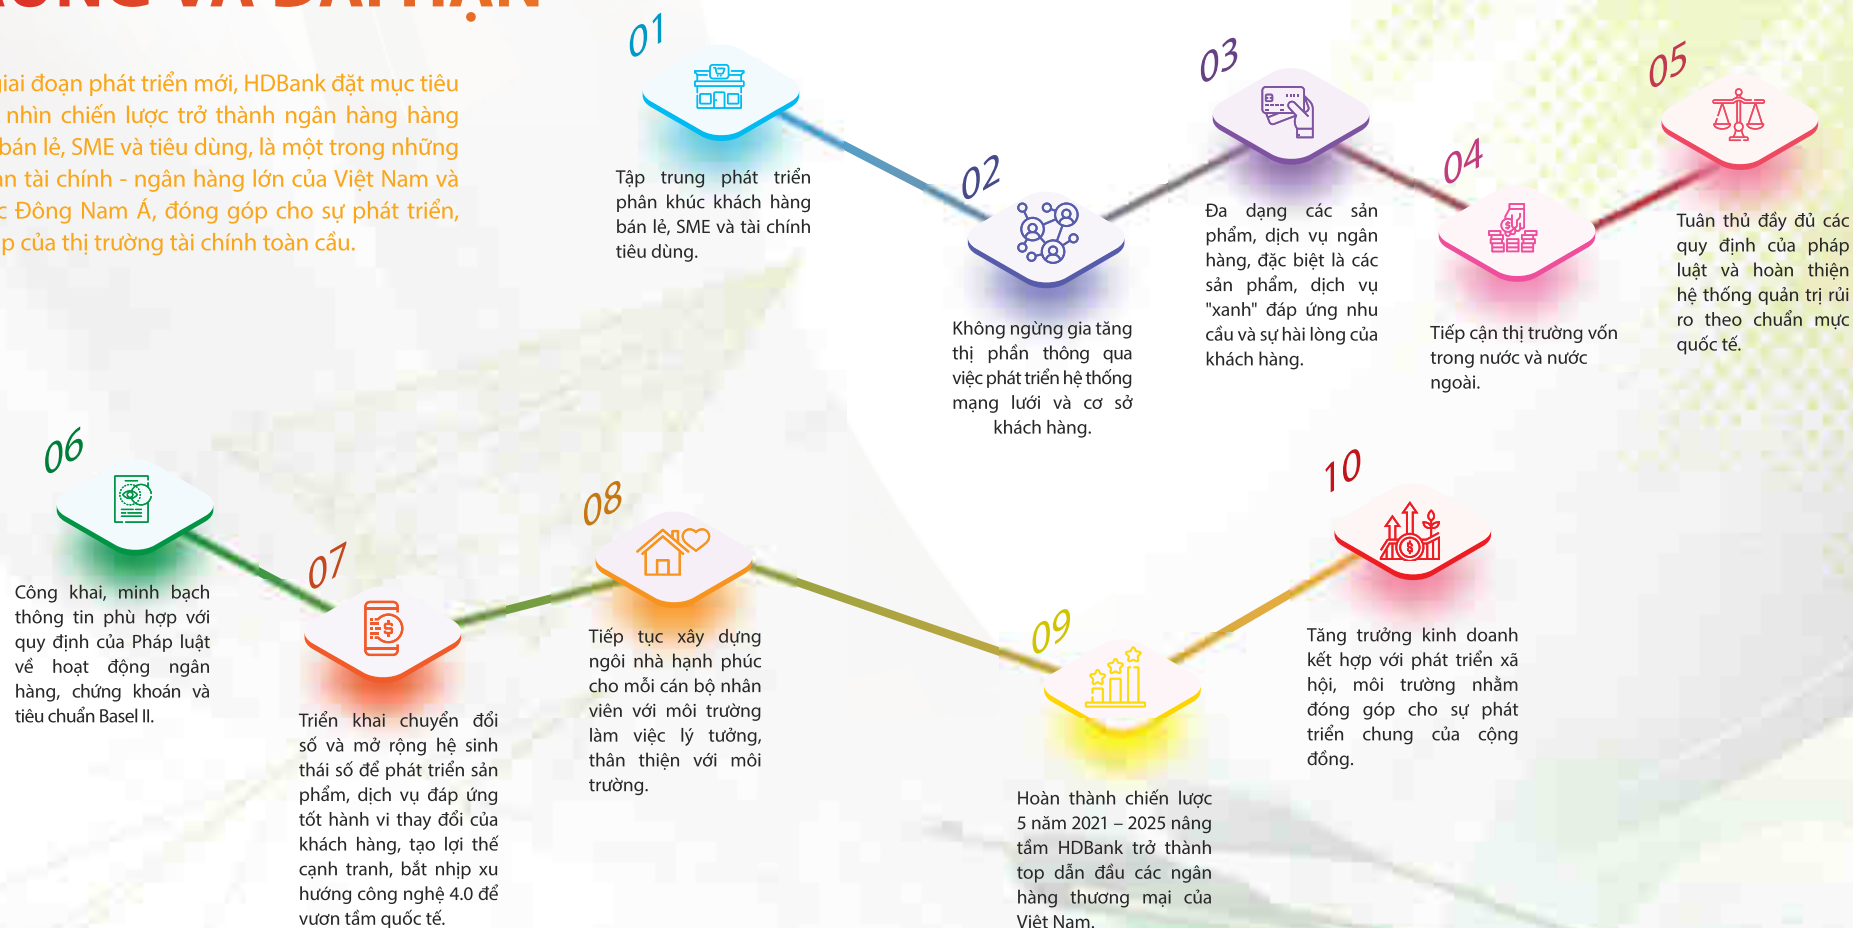 VÀ DÀI HẠN
giai đoạn phát triển mới, HDBank đặt mục tiêu
nhìn chiến lược trở thành ngân hàng hàng
bán lẻ, SME và tiêu dùng, là một trong những
tài chính - ngân hàng lớn của Việt Nam và
Đông Nam Á, đóng góp cho sự phát triển,
của thị trường tài chính toàn cầu.
01
Tập trung phát triển
phân khúc khách hàng
bán lẻ, SME và tài chính
tiêu dùng.
02
Không ngừng gia tăng
thị phần thông qua
việc phát triển hệ thống
mạng lưới và cơ sở
khách hàng.
03
Đa dạng các sản
phẩm, dịch vụ ngân
hàng, đặc biệt là các
sản phẩm, dịch vụ
"xanh" đáp ứng nhu
cầu và sự hài lòng của
khách hàng.
04
Tiếp cận thị trường vốn
trong nước và nước
ngoài.
05
Tuân thủ đầy đủ các
quy định của pháp
luật và hoàn thiện
hệ thống quản trị rủi
ro theo chuẩn mực
quốc tế.
06
Công khai, minh bạch
thông tin phù hợp với
quy định của Pháp luật
về hoạt động ngân
hàng, chứng khoán và
tiêu chuẩn Basel II.
07
Triển khai chuyển đổi
số và mở rộng hệ sinh
thái số để phát triển sản
phẩm, dịch vụ đáp ứng
tốt hành vi thay đổi của
khách hàng, tạo lợi thế
cạnh tranh, bắt nhịp xu
hướng công nghệ 4.0 để
vươn tầm quốc tế.
08
Tiếp tục xây dựng
ngôi nhà hạnh phúc
cho mỗi cán bộ nhân
viên với môi trường
làm việc lý tưởng,
thân thiện với môi
trường.
09
Hoàn thành chiến lược
5 năm 2021 – 2025 nâng
tầm HDBank trở thành
top dẫn đầu các ngân
hàng thương mại của
Việt Nam.
10
Tăng trưởng kinh doanh
kết hợp với phát triển xã
hội, môi trường nhằm
đóng góp cho sự phát
triển chung của cộng
đồng.